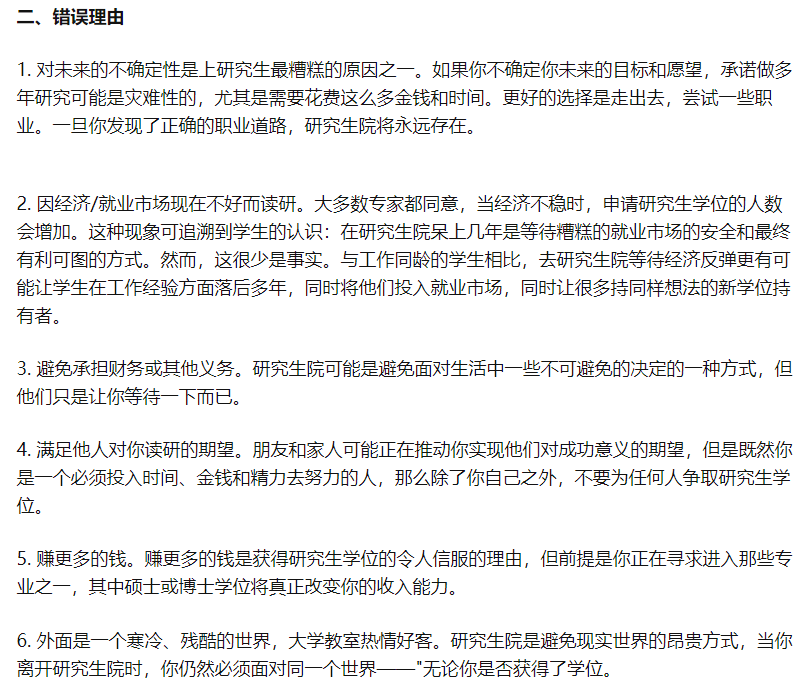 二、错误理由
1. 对未来的不确定性是上研究生最糟糕的原因之一。如果你不确定你未来的目标和愿望，承诺做多
年研究可能是灾难性的，尤其是需要花费这么多金钱和时间。更好的选择是走出去，尝试一些职
业。一旦你发现了正确的职业道路，研究生院将永远存在。
2. 因经济/就业市场现在不好而读研。大多数专家都同意，当经济不稳时，申请研究生学位的人数
会增加。这种现象可追溯到学生的认识：在研究生院呆上几年是等待糟糕的就业市场的安全和最终
有利可图的方式。然而，这很少是事实。与工作同龄的学生相比，去研究生院等待经济反弹更有可
能让学生在工作经验方面落后多年，同时将他们投入就业市场，同时让很多持同样想法的新学位持
有者。
3. 避免承担财务或其他义务。研究生院可能是避免面对生活中一些不可避免的决定的一种方式，但
他们只是让你等待一下而已。
4. 满足他人对你读研的期望。朋友和家人可能正在推动你实现他们对成功意义的期望，但是既然你
是一个必须投入时间、金钱和精力去努力的人，那么除了你自己之外，不要为任何人争取研究生学
位。
5. 赚更多的钱。赚更多的钱是获得研究生学位的令人信服的理由，但前提是你正在寻求进入那些专
业之一，其中硕士或博士学位将真正改变你的收入能力。
6. 外面是一个寒冷、残酷的世界，大学教室热情好客。研究生院是避免现实世界的昂贵方式，当你
离开研究生院时，你仍然必须面对同一个世界——"无论你是否获得了学位。